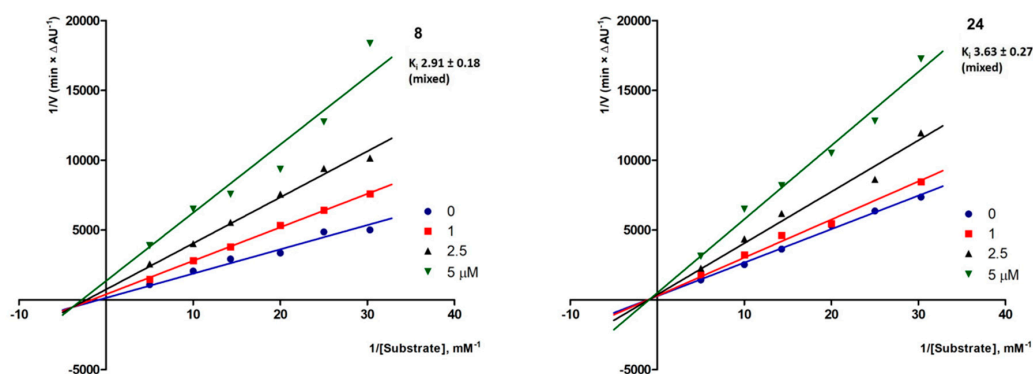 8
K_i 2.91 ± 0.18
(mixed)
1/V (min × ΔAU⁻¹)
20000
15000
10000
5000
-5000
-10
10
20
30
40
0
1
2.5
5 µM
1/[Substrate], mM⁻¹
24
K_i 3.63 ± 0.27
(mixed)
1/V (min × ΔAU⁻¹)
20000
15000
10000
5000
-5000
-10
0
10
20
30
40
0
1
2.5
5 µM
1/[Substrate], mM⁻¹